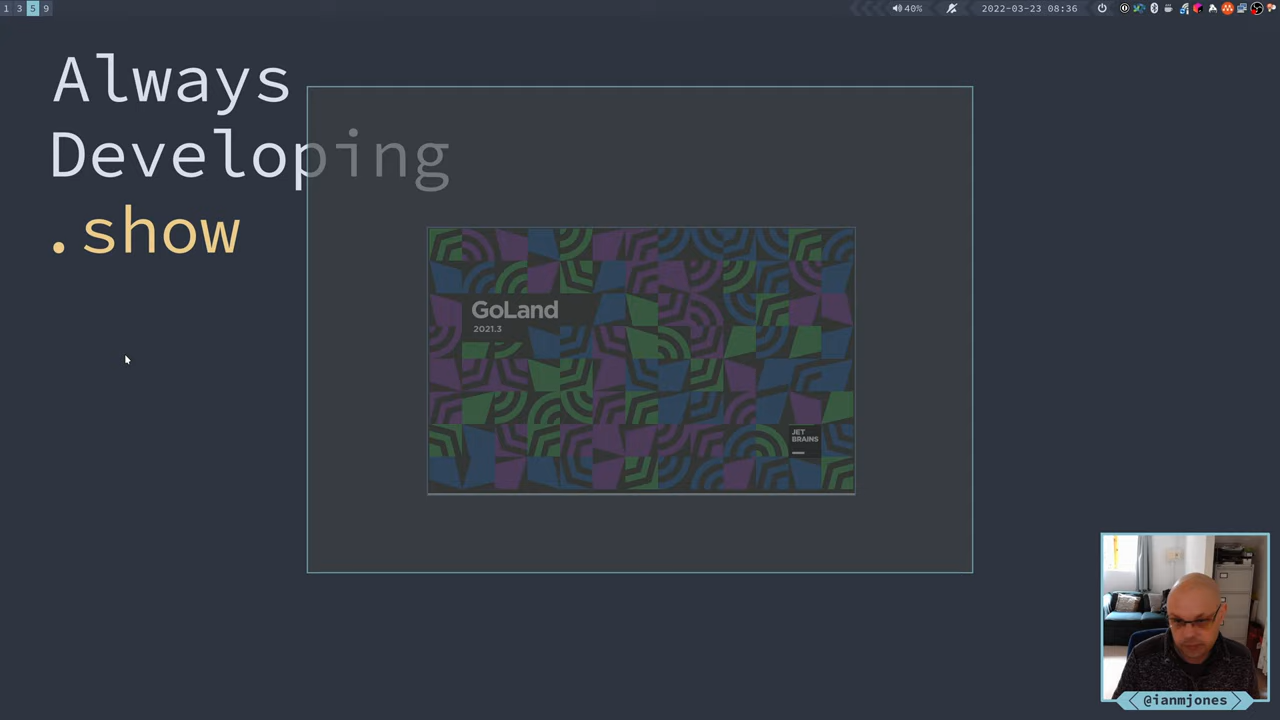 1 3 5 9
40%
2022-03-23 08:36
Always
Developing
.show
GoLand
2021.3
JET
BRAINS
@ianmjones